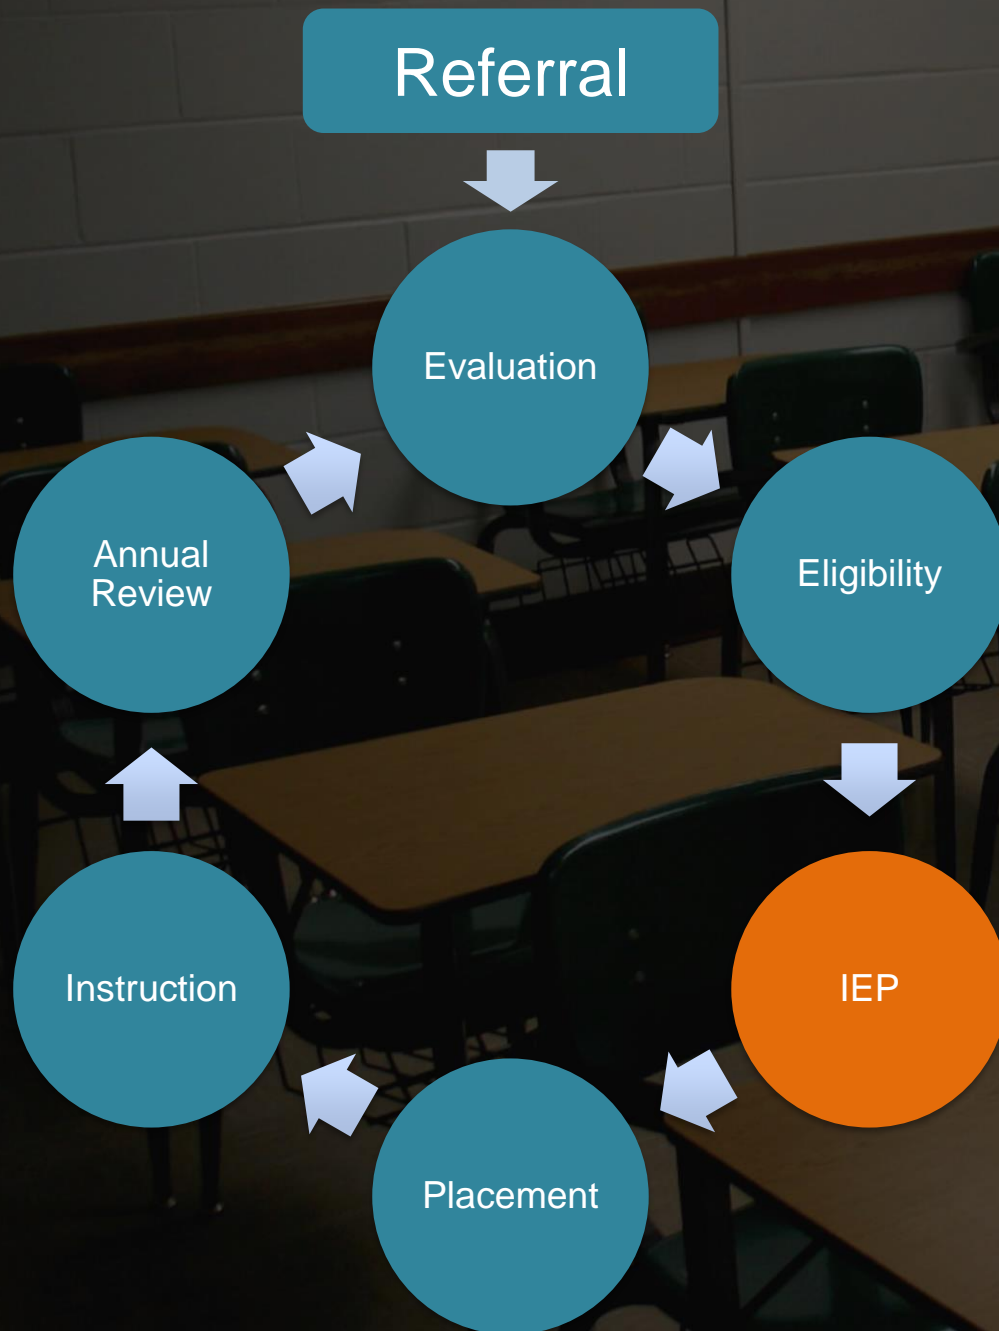 Referral
Evaluation
Eligibility
IEP
Placement
Instruction
Annual
Review